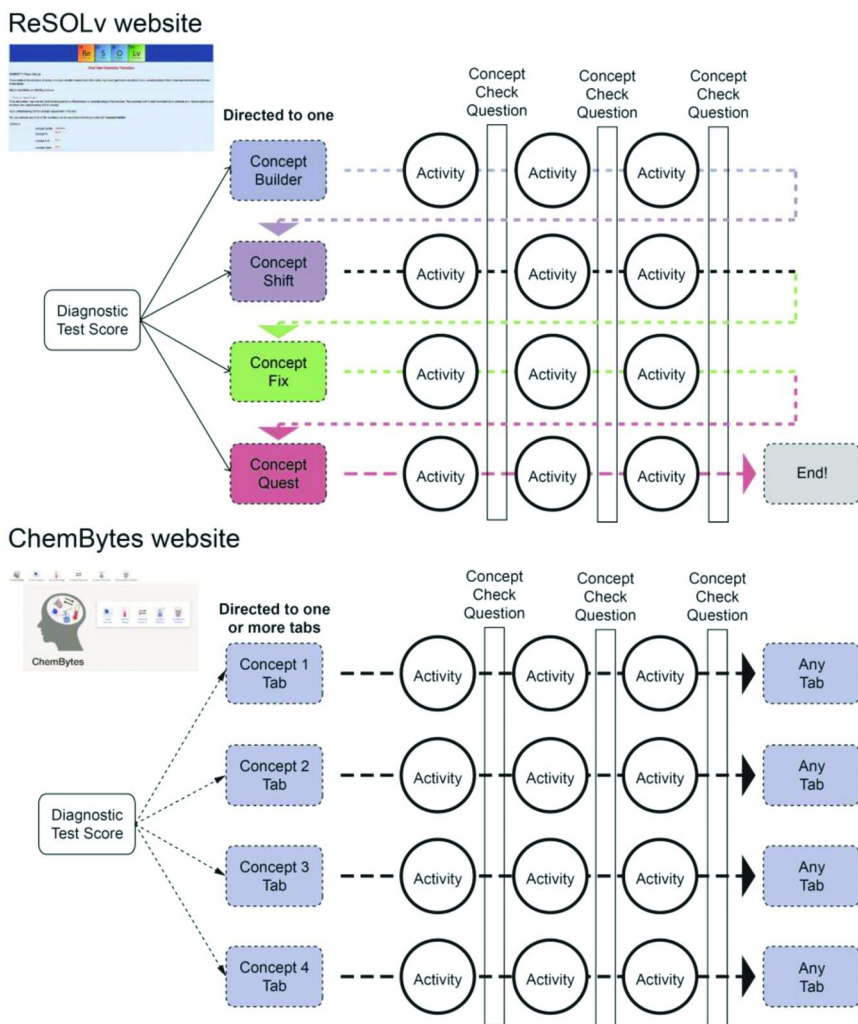 ReSOLv website
Re S O Lv
Directed to one
Concept
Check
Question
Concept
Check
Question
Concept
Check
Question
Diagnostic
Test Score
Concept
Builder
Activity
Activity
Activity
Concept
Shift
Activity
Activity
Activity
Concept
Fix
Activity
Activity
Activity
Concept
Quest
Activity
Activity
Activity
End!
ChemBytes website
ChemBytes
Directed to one
or more tabs
Concept
Check
Question
Concept
Check
Question
Concept
Check
Question
Diagnostic
Test Score
Concept 1
Tab
Activity
Activity
Activity
Any
Tab
Concept 2
Tab
Activity
Activity
Activity
Any
Tab
Concept 3
Tab
Activity
Activity
Activity
Any
Tab
Concept 4
Tab
Activity
Activity
Activity
Any
Tab